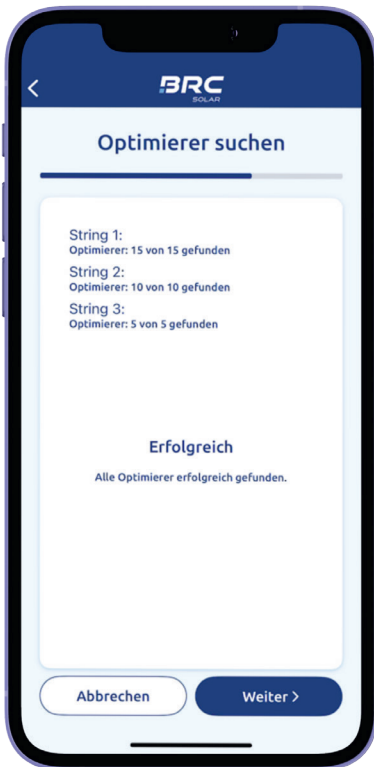 BRC
SOLAR
Optimierer suchen
String 1:
Optimierer: 15 von 15 gefunden
String 2:
Optimierer: 10 von 10 gefunden
String 3:
Optimierer: 5 von 5 gefunden
Erfolgreich
Alle Optimierer erfolgreich gefunden.
Abbrechen
Weiter >